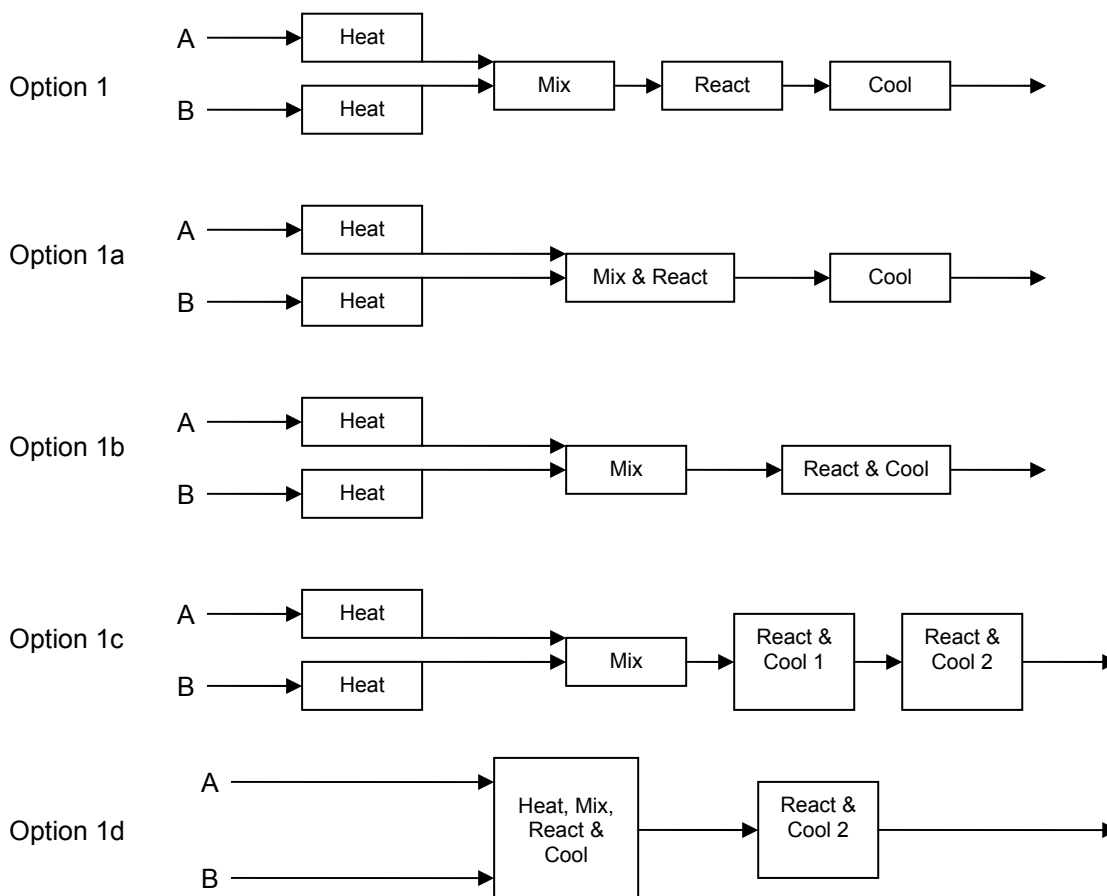 A
Heat
Option 1
Mix
React
Cool
B
Heat
A
Heat
Option 1a
Mix & React
Cool
B
Heat
A
Heat
Option 1b
Mix
React & Cool
B
Heat
A
Heat
Option 1c
Mix
React &
Cool 1
React &
Cool 2
B
Heat
A
Option 1d
Heat, Mix,
React &
Cool
React &
Cool 2
B